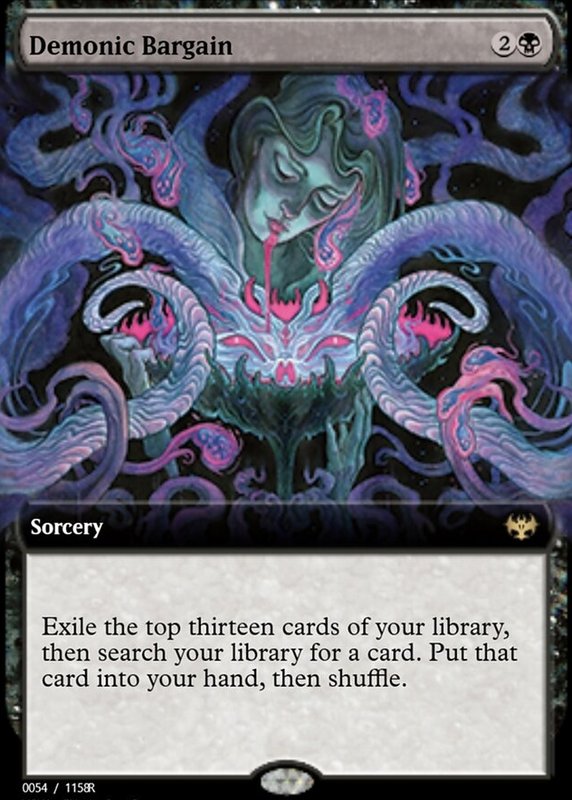 Demonic Bargain 2
Sorcery
Exile the top thirteen cards of your library,
then search your library for a card. Put that
card into your hand, then shuffle.
0054 / 1158R